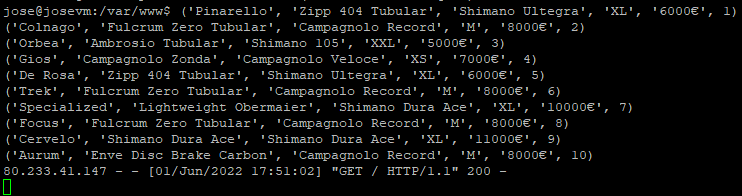 jose@josevm:/var/www$ ('Pinarello', 'Zipp 404 Tubular', 'Shimano Ultegra', 'XL', '6000€', 1)
('Colnago', 'Fulcrum Zero Tubular', 'Campagnolo Record', 'M', '8000€', 2)
('Orbea', 'Ambrosio Tubular', 'Shimano 105', 'XXL', '5000€', 3)
('Gios', 'Campagnolo Zonda', 'Campagnolo Veloce', 'XS', '7000€', 4)
('De Rosa', 'Zipp 404 Tubular', 'Shimano Ultegra', 'XL', '6000€', 5)
('Trek', 'Fulcrum Zero Tubular', 'Campagnolo Record', 'M', '8000€', 6)
('Specialized', 'Lightweight Obermaier', 'Shimano Dura Ace', 'XL', '10000€', 7)
('Focus', 'Fulcrum Zero Tubular', 'Campagnolo Record', 'M', '8000€', 8)
('Cervelo', 'Shimano Dura Ace', 'Shimano Dura Ace', 'XL', '11000€', 9)
('Aurum', 'Enve Disc Brake Carbon', 'Campagnolo Record', 'M', '8000€', 10)
80.233.41.147 - - [01/Jun/2022 17:51:02] "GET / HTTP/1.1" 200 -